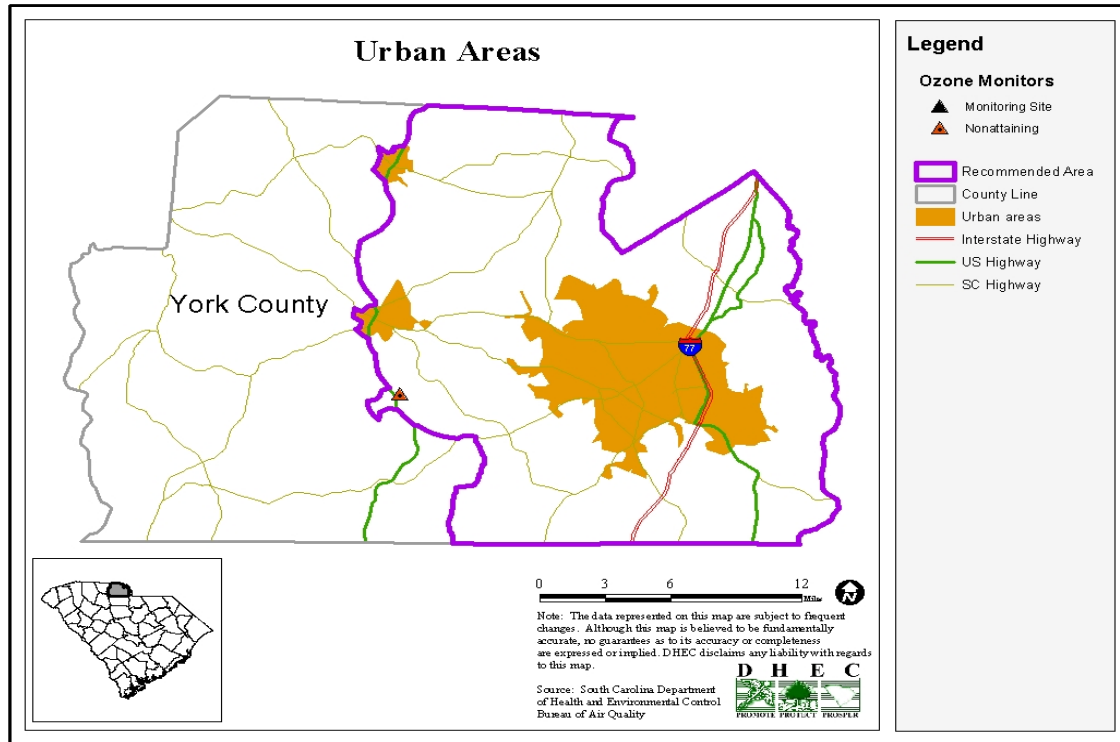 Urban Areas
York County
77
0 3 6 12
Miles
N
Note: The data represented on this map are subject to frequent
changes. Although this map is believed to be fundamentally
accurate, no guarantees as to its accuracy or completeness
are expressed or implied. DHEC disclaims any liability with regards
to this map.
Source: South Carolina Department
of Health and Environmental Control
Bureau of Air Quality
D H E C
PROMOTE PROTECT PROSPER
Legend
Ozone Monitors
Monitoring Site
Nonattaining
Recommended Area
County Line
Urban areas
Interstate Highway
US Highway
SC Highway